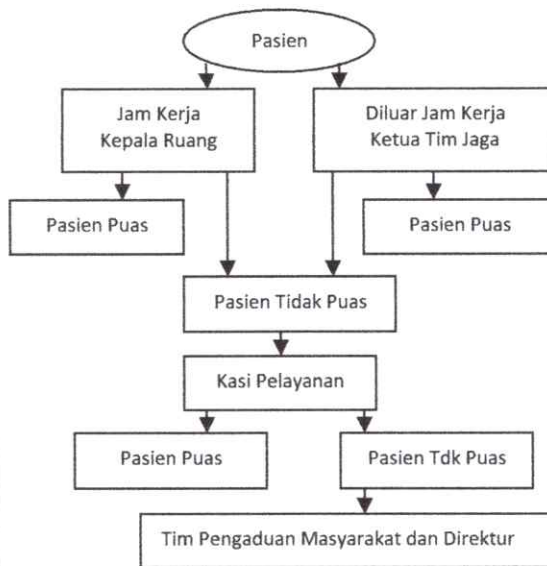 Pasien
Jam Kerja
Kepala Ruang
Diluar Jam Kerja
Ketua Tim Jaga
Pasien Puas
Pasien Puas
Pasien Tidak Puas
Kasi Pelayanan
Pasien Puas
Pasien Tdk Puas
Tim Pengaduan Masyarakat dan Direktur